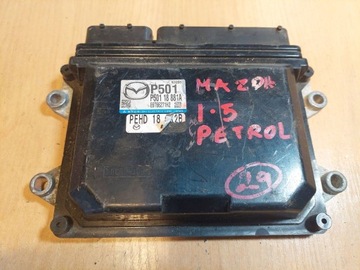 P501
P501 18 881A
PEHD 18
MAZDA
1.5
PETROL
29